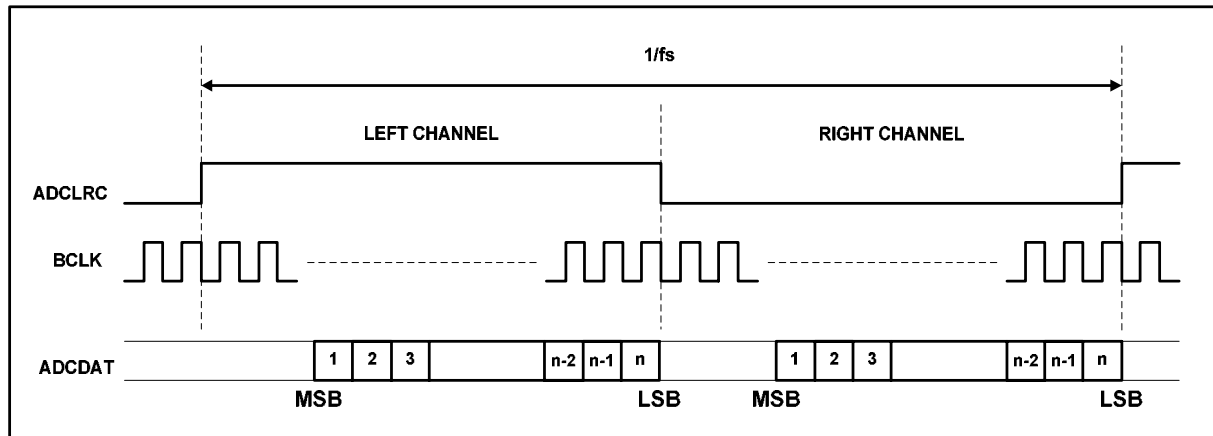 1/fs
LEFT CHANNEL RIGHT CHANNEL
ADCLRC
BCLK
ADCDAT 1 2 3 n-2 n-1 n 1 2 3 n-2 n-1 n
MSB LSB MSB LSB